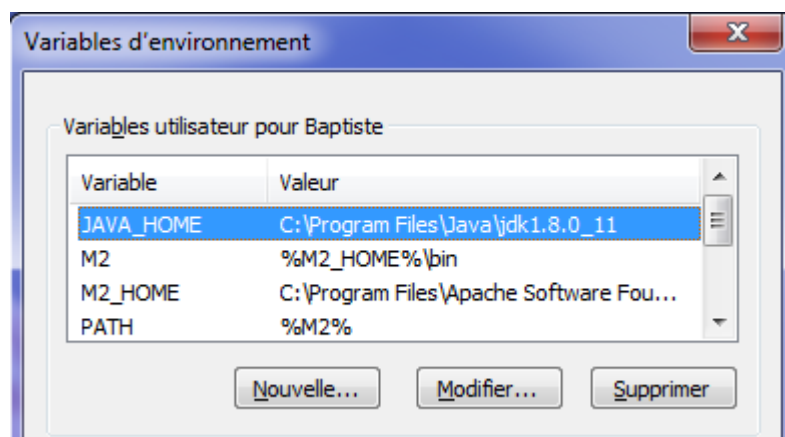 Variables d'environnement
Variables utilisateur pour Baptiste
Variable Valeur
JAVA_HOME C:\Program Files\Java\jdk1.8.0_11
M2 %M2_HOME%\bin
M2_HOME C:\Program Files\Apache Software Fou...
PATH %M2%
Nouvelle... Modifier... Supprimer